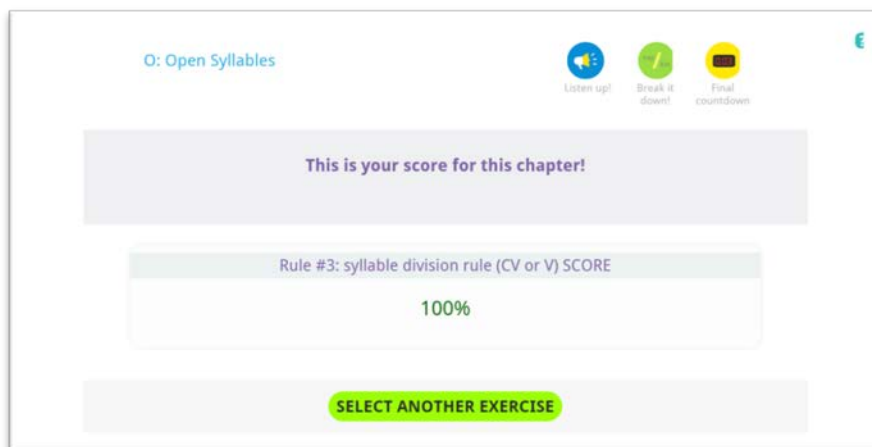 O: Open Syllables
Listen up!
Break it down!
Final countdown
This is your score for this chapter!
Rule #3: syllable division rule (CV or V) SCORE
100%
SELECT ANOTHER EXERCISE